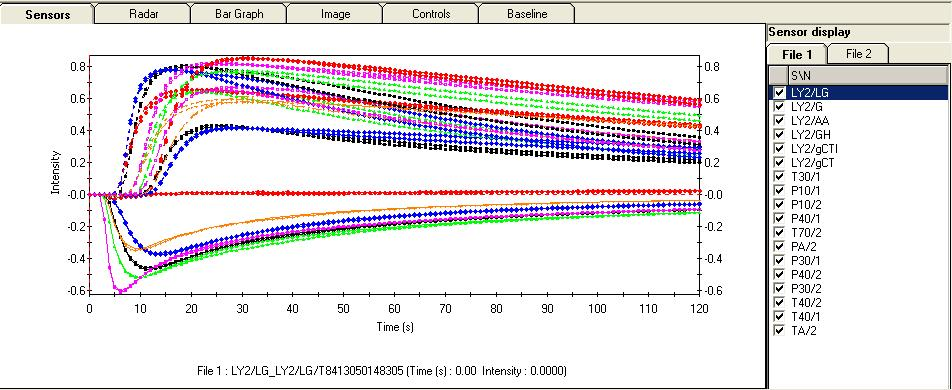 Sensors Radar Bar Graph Image Controls Baseline
Sensor display
File 1 File 2
S\N
LY2/LG
LY2/G
LY2/AA
LY2/GH
LY2/gCTl
LY2/gCT
T30/1
P10/1
P10/2
P40/1
T70/2
PA/2
P30/1
P40/2
P30/2
T40/2
T40/1
TA/2
Intensity
0.8
0.6
0.4
0.2
-0.0
-0.2
-0.4
-0.6
0.8
0.6
0.4
0.2
-0.0
-0.2
-0.4
-0.6
0 10 20 30 40 50 60 70 80 90 100 110 120
Time (s)
File 1 : LY2/LG_LY2/LG/T8413050148305 (Time (s) : 0.00 Intensity : 0.0000)